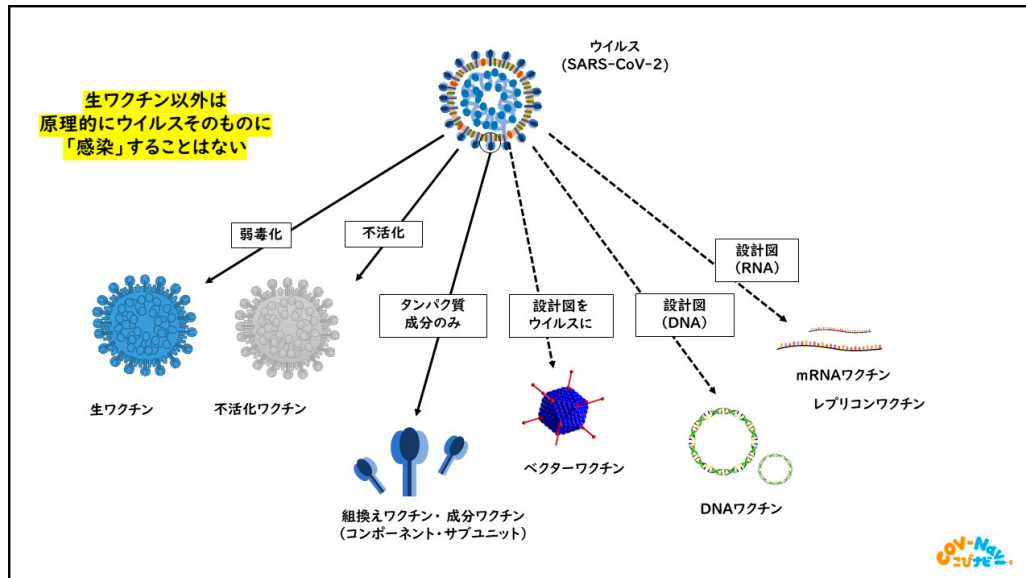 ウイルス
(SARS-CoV-2)
生ワクチン以外は
原理的にウイルスそのものに
「感染」することはない
弱毒化
不活化
設計図
(RNA)
タンパク質
成分のみ
設計図を
ウイルスに
設計図
(DNA)
mRNAワクチン
レプリコンワクチン
生ワクチン
不活化ワクチン
ベクターワクチン
DNAワクチン
組換えワクチン・成分ワクチン
(コンポーネント・サブユニット)
COV-Navi
こびナビ